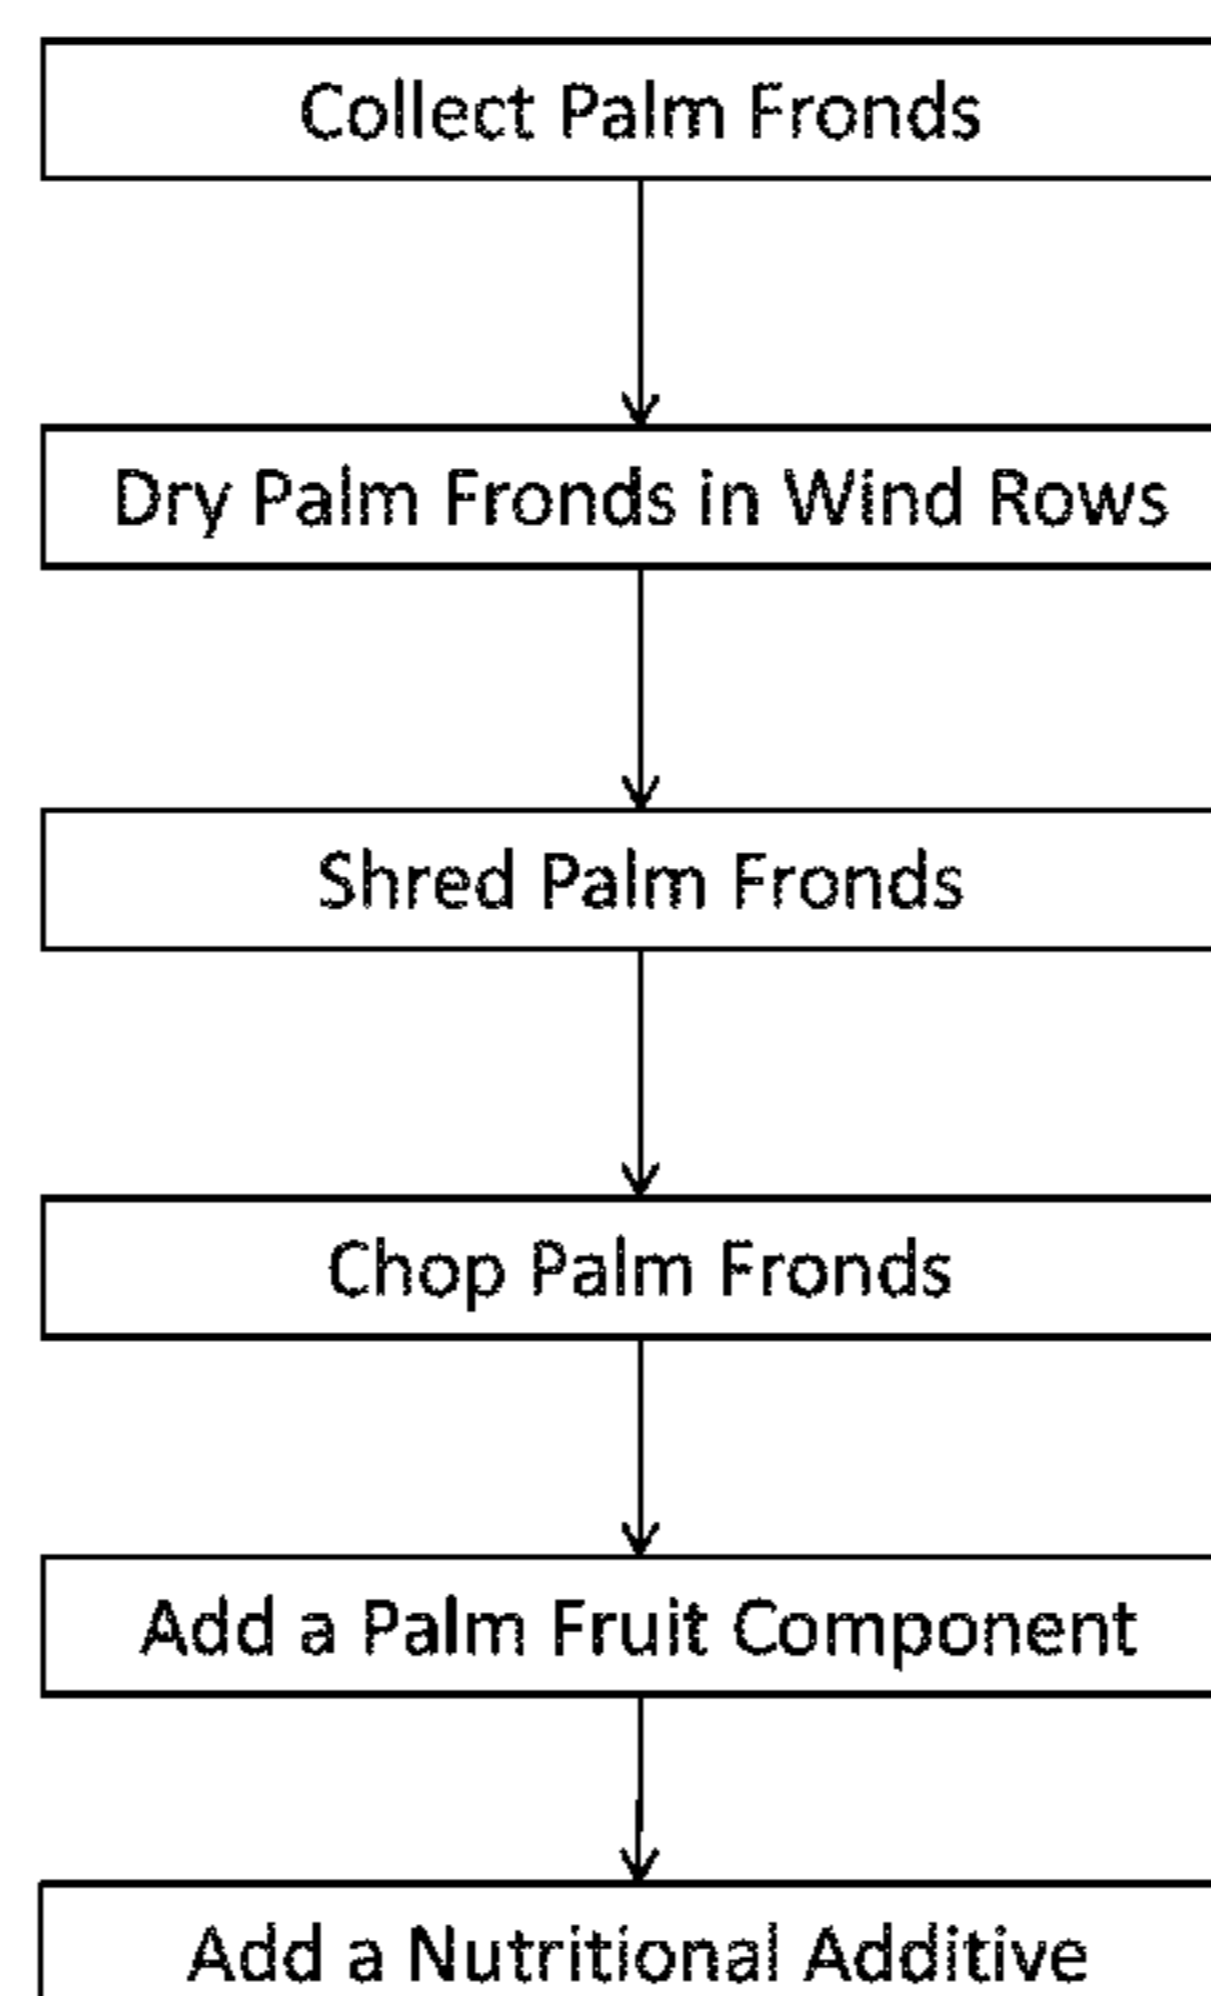 Collect Palm Fronds
Dry Palm Fronds in Wind Rows
Shred Palm Fronds
Chop Palm Fronds
Add a Palm Fruit Component
Add a Nutritional Additive